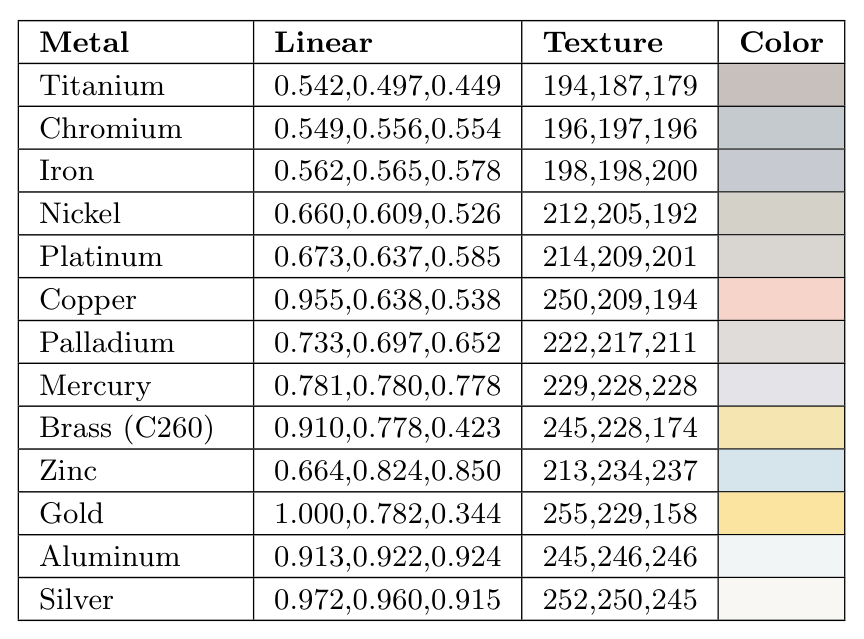 Metal Linear Texture Color
Titanium 0.542,0.497,0.449 194,187,179
Chromium 0.549,0.556,0.554 196,197,196
Iron 0.562,0.565,0.578 198,198,200
Nickel 0.660,0.609,0.526 212,205,192
Platinum 0.673,0.637,0.585 214,209,201
Copper 0.955,0.638,0.538 250,209,194
Palladium 0.733,0.697,0.652 222,217,211
Mercury 0.781,0.780,0.778 229,228,228
Brass (C260) 0.910,0.778,0.423 245,228,174
Zinc 0.664,0.824,0.850 213,234,237
Gold 1.000,0.782,0.344 255,229,158
Aluminum 0.913,0.922,0.924 245,246,246
Silver 0.972,0.960,0.915 252,250,245